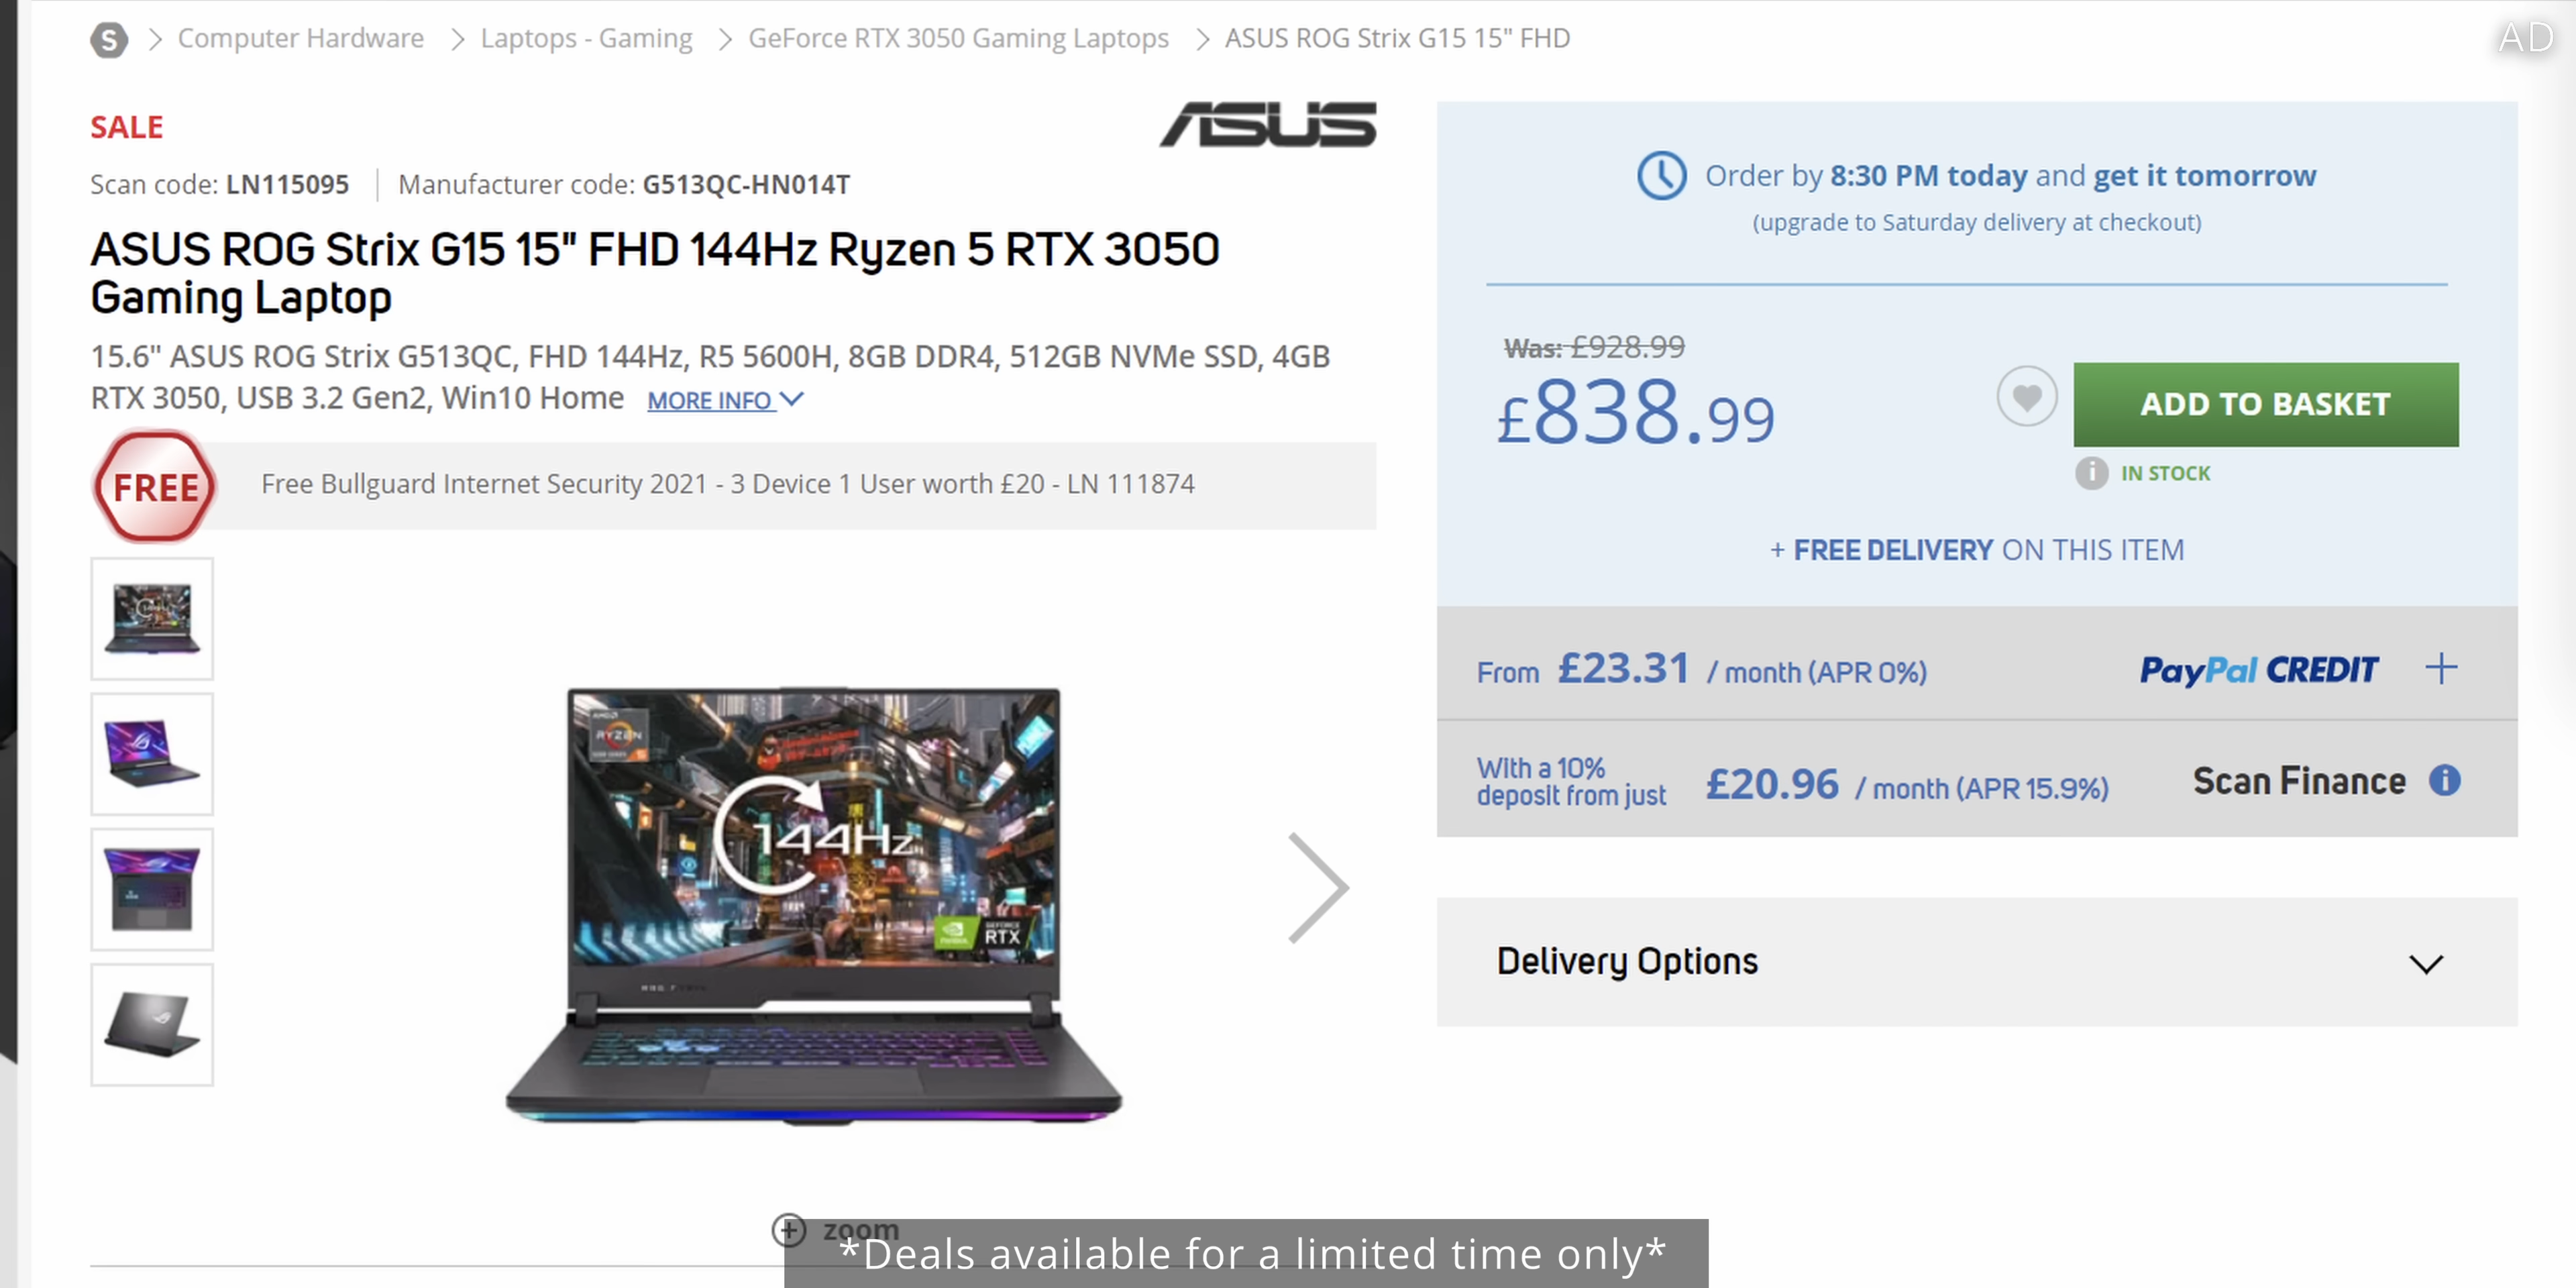 S > Computer Hardware > Laptops - Gaming > GeForce RTX 3050 Gaming Laptops > ASUS ROG Strix G15 15" FHD
AD
SALE
ASUS
Scan code: LN115095 | Manufacturer code: G513QC-HN014T
ASUS ROG Strix G15 15" FHD 144Hz Ryzen 5 RTX 3050
Gaming Laptop
15.6" ASUS ROG Strix G513QC, FHD 144Hz, R5 5600H, 8GB DDR4, 512GB NVMe SSD, 4GB
RTX 3050, USB 3.2 Gen2, Win10 Home MORE INFO
FREE
Free Bullguard Internet Security 2021 - 3 Device 1 User worth £20 - LN 111874
AMD
RYZEN
144Hz
NVIDIA
GEFORCE
RTX
zoom
Order by 8:30 PM today and get it tomorrow
(upgrade to Saturday delivery at checkout)
Was: £928.99
£838.99
ADD TO BASKET
i IN STOCK
+ FREE DELIVERY ON THIS ITEM
From £23.31 / month (APR 0%) PayPal CREDIT +
With a 10%
deposit from just £20.96 / month (APR 15.9%) Scan Finance i
Delivery Options
*Deals available for a limited time only*